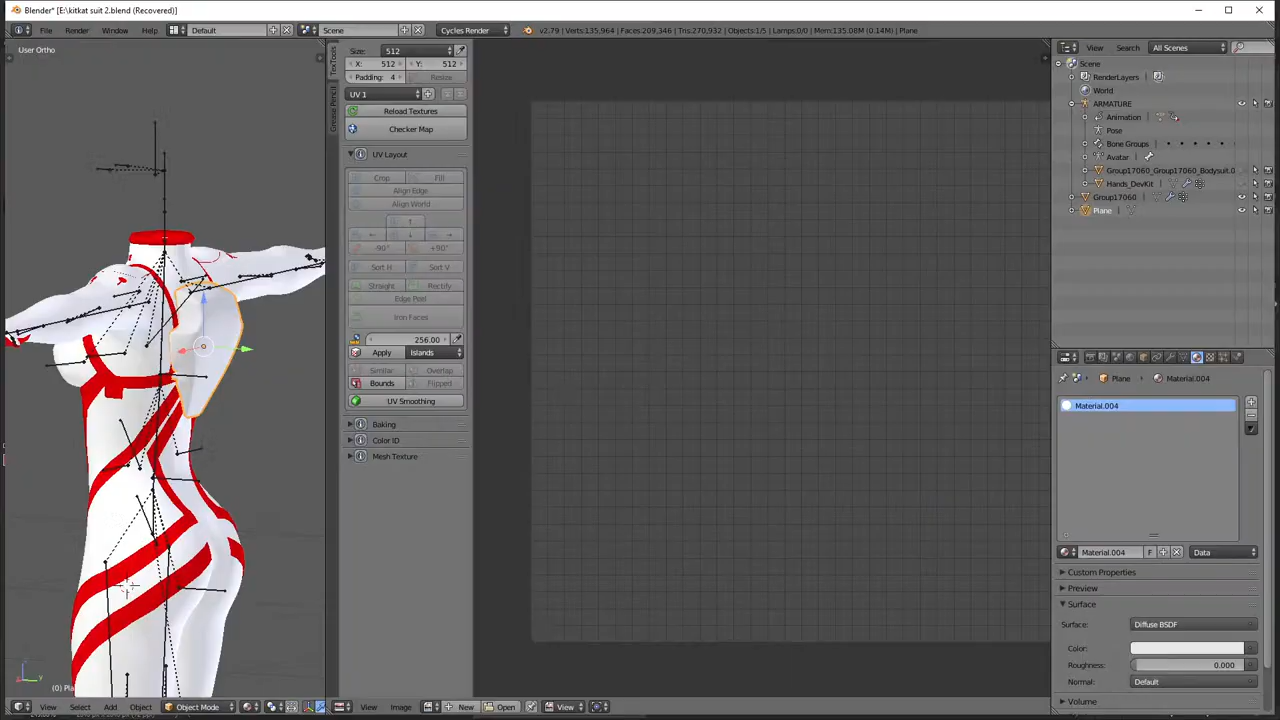 Blender* [E:\kitkat suit 2.blend (Recovered)]
File Render Window Help Default Scene Cycles Render v2.79 | Verts:135,964 | Faces:209,346 | Tris:270,932 | Objects:1/5 | Lamps:0/0 | Mem:135.08M (0.14M) | Plane
User Ortho
Size: 512
X: 512 Y: 512
Padding: 4 Resize
UV 1
Reload Textures
Checker Map
UV Layout
Crop Fill
Align Edge
Align World
-90° +90°
Sort H Sort V
Straight Rectify
Edge Peel
Iron Faces
256.00
Apply Islands
Similar Overlap
Bounds Flipped
UV Smoothing
Baking
Color ID
Mesh Texture
TexTools
Grease Pencil
View Search All Scenes
Scene
RenderLayers
World
ARMATURE
Animation
Pose
Bone Groups
Avatar
Group17060_Group17060_Bodysuit.0
Hands_DevKit
Group17060
Plane
Plane Material.004
Material.004
Material.004 F Data
Custom Properties
Preview
Surface
Surface: Diffuse BSDF
Color:
Roughness: 0.000
Normal: Default
Volume
View Select Add Object Object Mode
View Image New Open View